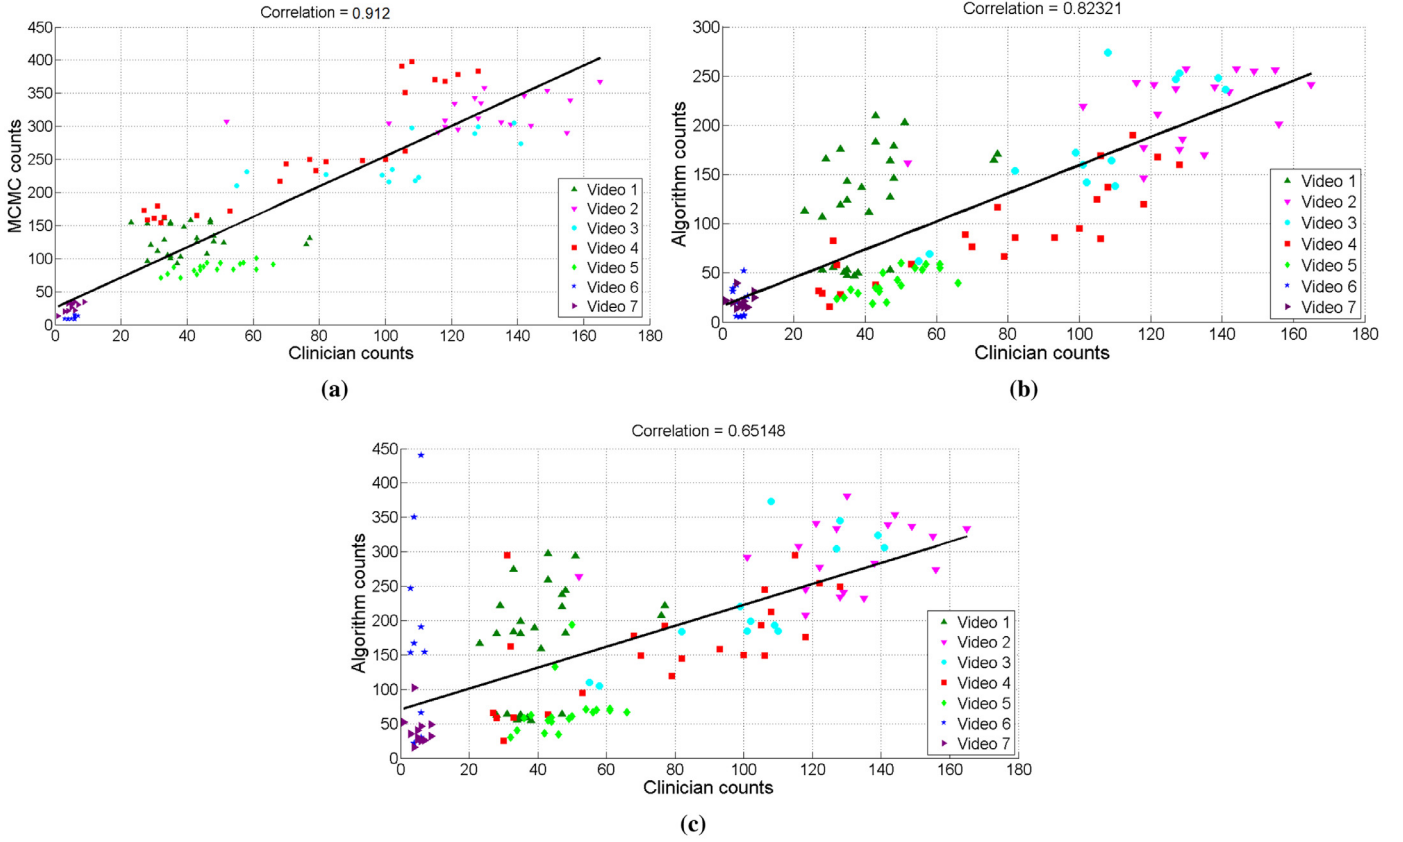 Correlation = 0.912
450
400
350
300
250
200
150
100
50
0
MCMC counts
0 20 40 60 80 100 120 140 160 180
Clinician counts
Video 1
Video 2
Video 3
Video 4
Video 5
Video 6
Video 7
(a)
Correlation = 0.82321
300
250
200
150
100
50
0
Algorithm counts
0 20 40 60 80 100 120 140 160 180
Clinician counts
Video 1
Video 2
Video 3
Video 4
Video 5
Video 6
Video 7
(b)
Correlation = 0.65148
450
400
350
300
250
200
150
100
50
0
Algorithm counts
0 20 40 60 80 100 120 140 160 180
Clinician counts
Video 1
Video 2
Video 3
Video 4
Video 5
Video 6
Video 7
(c)